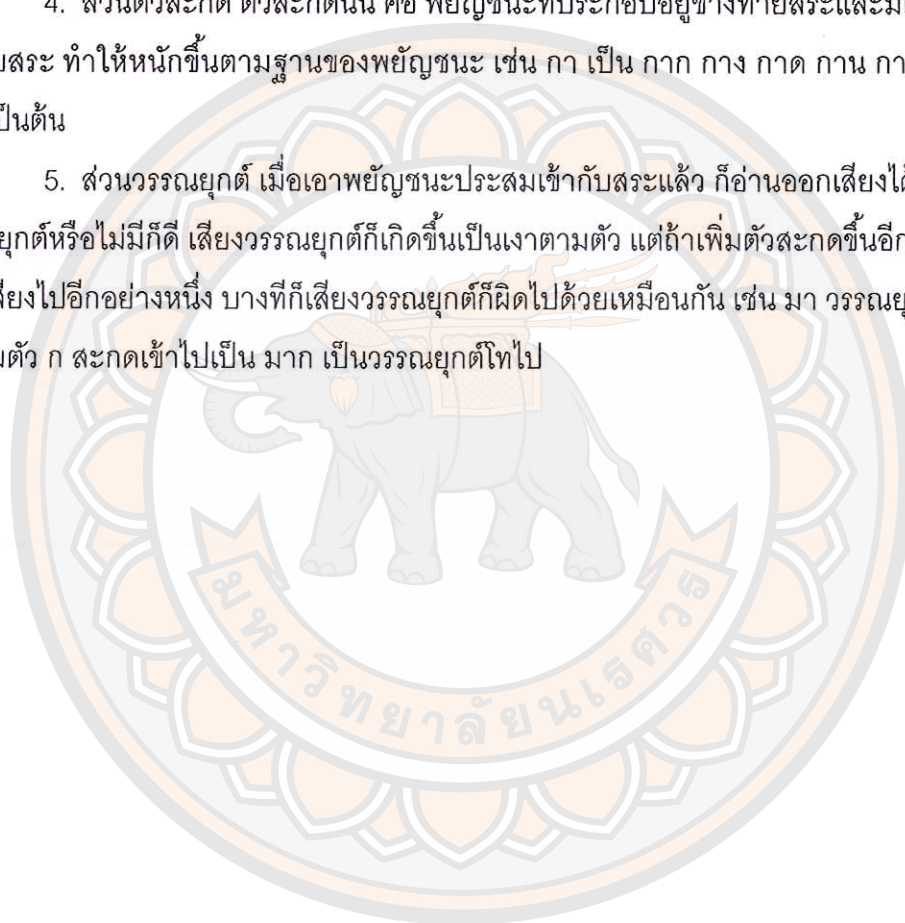 4. ส่วนตัวสะกด ตัวสะกดนั้น คือ พยัญชนะที่ประกอบอยู่ข้างท้ายสระและมี
สระ ทำให้หนักขึ้นตามฐานของพยัญชนะ เช่น กา เป็น กาก กาง กาด กาน
เป็นต้น
5. ส่วนวรรณยุกต์ เมื่อเอาพยัญชนะประสมเข้ากับสระแล้ว ก็อ่านออกเสียงได้
ยุกต์หรือไม่มีก็ดี เสียงวรรณยุกต์ก็เกิดขึ้นเป็นเงาตามตัว แต่ถ้าเพิ่มตัวสะกดขึ้นอีก
สียงไปอีกอย่างหนึ่ง บางทีก็เสียงวรรณยุกต์ก็ผิดไปด้วยเหมือนกัน เช่น มา วรรณยุ
ตัว ก สะกดเข้าไปเป็น มาก เป็นวรรณยุกต์โทไป
มหาวิทยาลัยนเรศวร